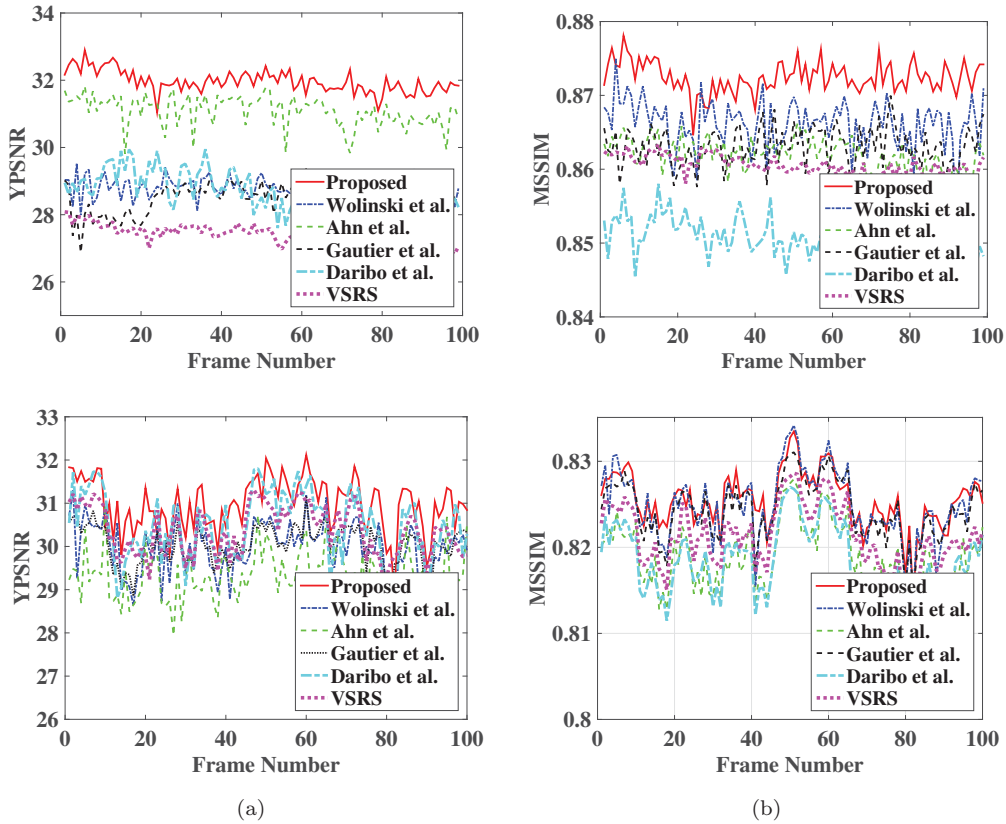 34
32
30
28
26
YPSNR
0
20
40
60
80
100
Frame Number
Proposed
Wolinski et al.
Ahn et al.
Gautier et al.
Daribo et al.
VSRS
0.88
0.87
0.86
0.85
0.84
MSSIM
0
20
40
60
80
100
Frame Number
Proposed
Wolinski et al.
Ahn et al.
Gautier et al.
Daribo et al.
VSRS
33
32
31
30
29
28
27
26
YPSNR
0
20
40
60
80
100
Frame Number
Proposed
Wolinski et al.
Ahn et al.
Gautier et al.
Daribo et al.
VSRS
0.83
0.82
0.81
0.8
MSSIM
0
20
40
60
80
100
Frame Number
Proposed
Wolinski et al.
Ahn et al.
Gautier et al.
Daribo et al.
VSRS
(a)
(b)